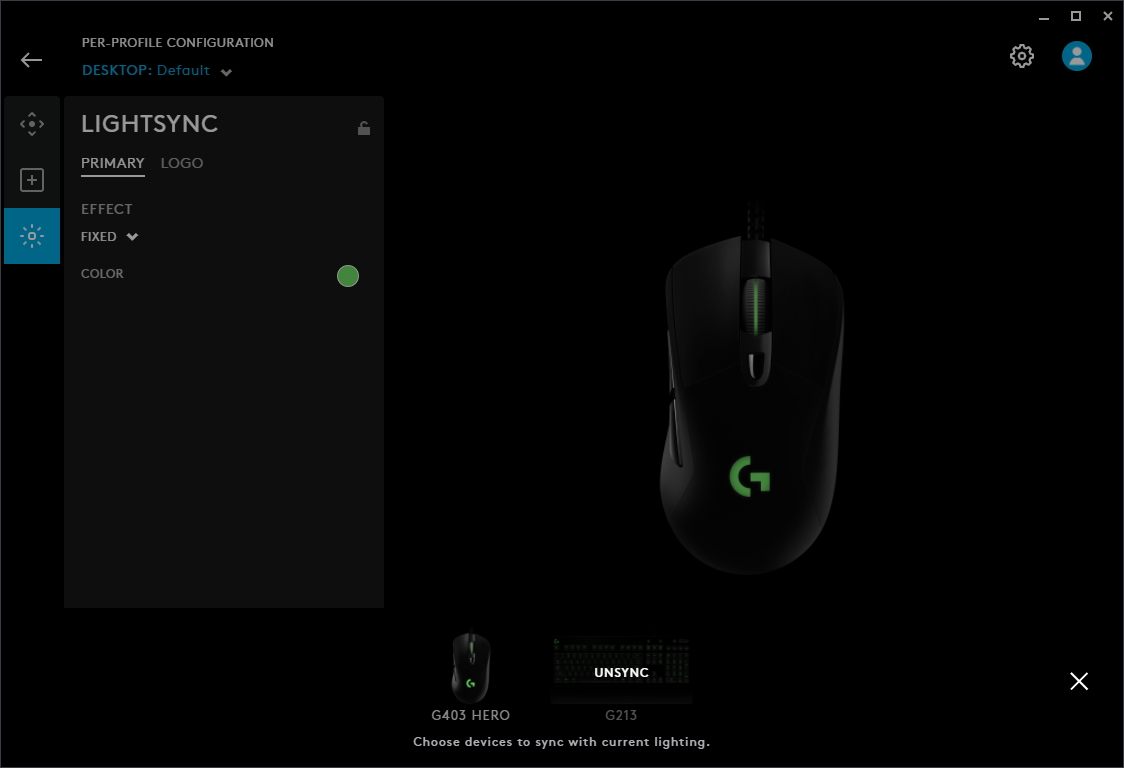 PER-PROFILE CONFIGURATION
DESKTOP: Default
LIGHTSYNC
PRIMARY LOGO
EFFECT
FIXED
COLOR
UNSYNC
G403 HERO G213
Choose devices to sync with current lighting.